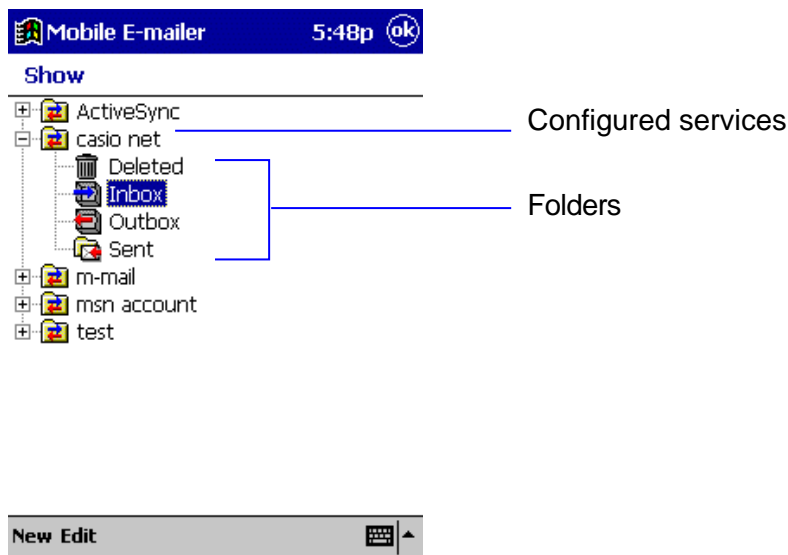 Mobile E-mailer 5:48p ok
Show
ActiveSync
casio net
Configured services
Deleted
Inbox
Folders
Outbox
Sent
m-mail
msn account
test
New Edit